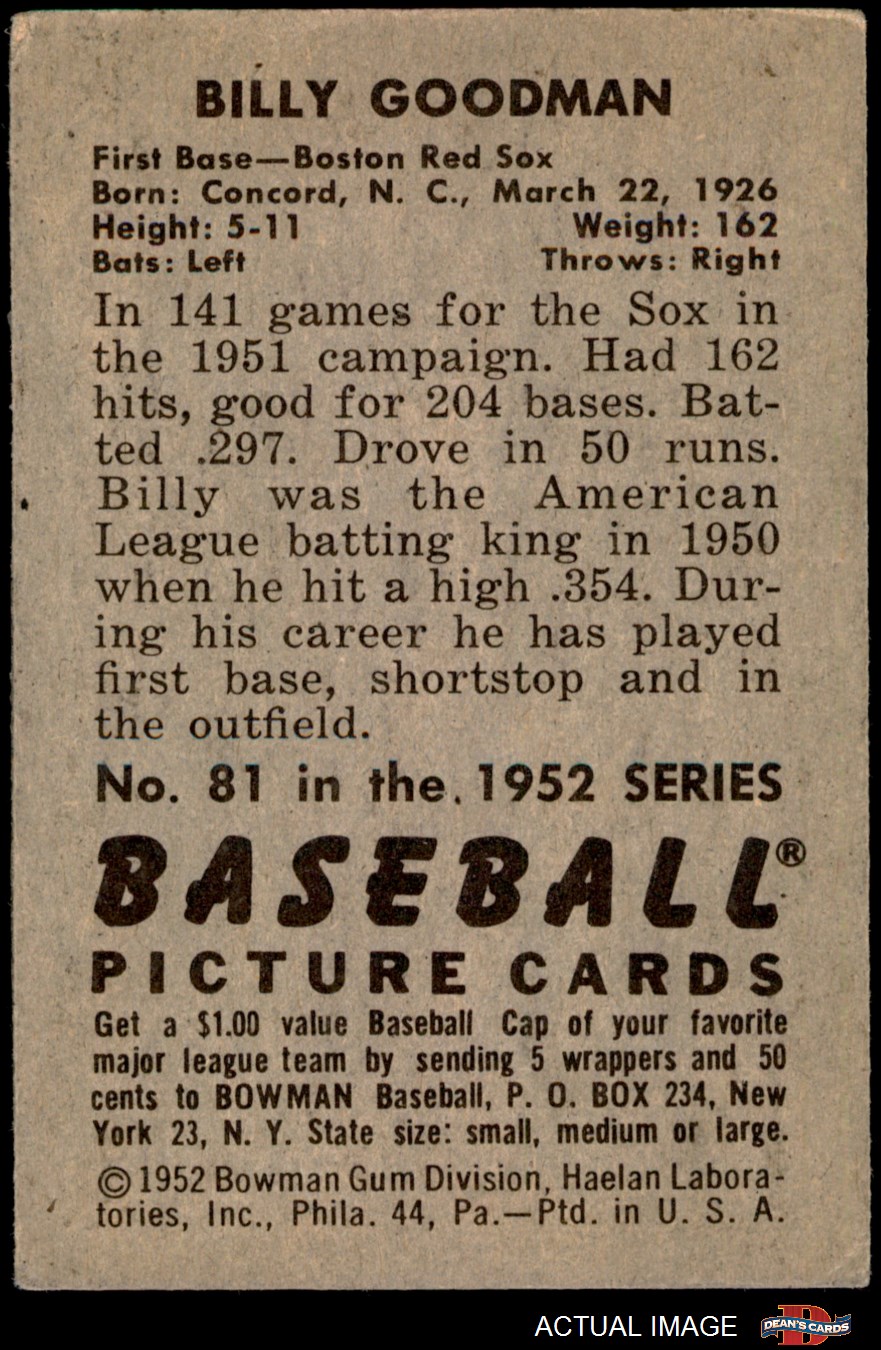 BILLY GOODMAN
First Base—Boston Red Sox
Born: Concord, N. C., March 22, 1926
Height: 5-11 Weight: 162
Bats: Left Throws: Right
In 141 games for the Sox in
the 1951 campaign. Had 162
hits, good for 204 bases. Bat-
ted .297. Drove in 50 runs.
Billy was the American
League batting king in 1950
when he hit a high .354. Dur-
ing his career he has played
first base, shortstop and in
the outfield.
No. 81 in the 1952 SERIES
BASEBALL®
PICTURE CARDS
Get a $1.00 value Baseball Cap of your favorite
major league team by sending 5 wrappers and 50
cents to BOWMAN Baseball, P. O. BOX 234, New
York 23, N. Y. State size: small, medium or large.
©1952 Bowman Gum Division, Haelan Labora-
tories, Inc., Phila. 44, Pa.—Ptd. in U. S. A.
ACTUAL IMAGE
D
DEAN'S CARDS